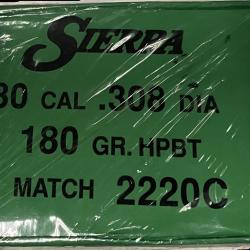 SIERRA
30 CAL .308 DIA
180 GR. HPBT
MATCH 2220C